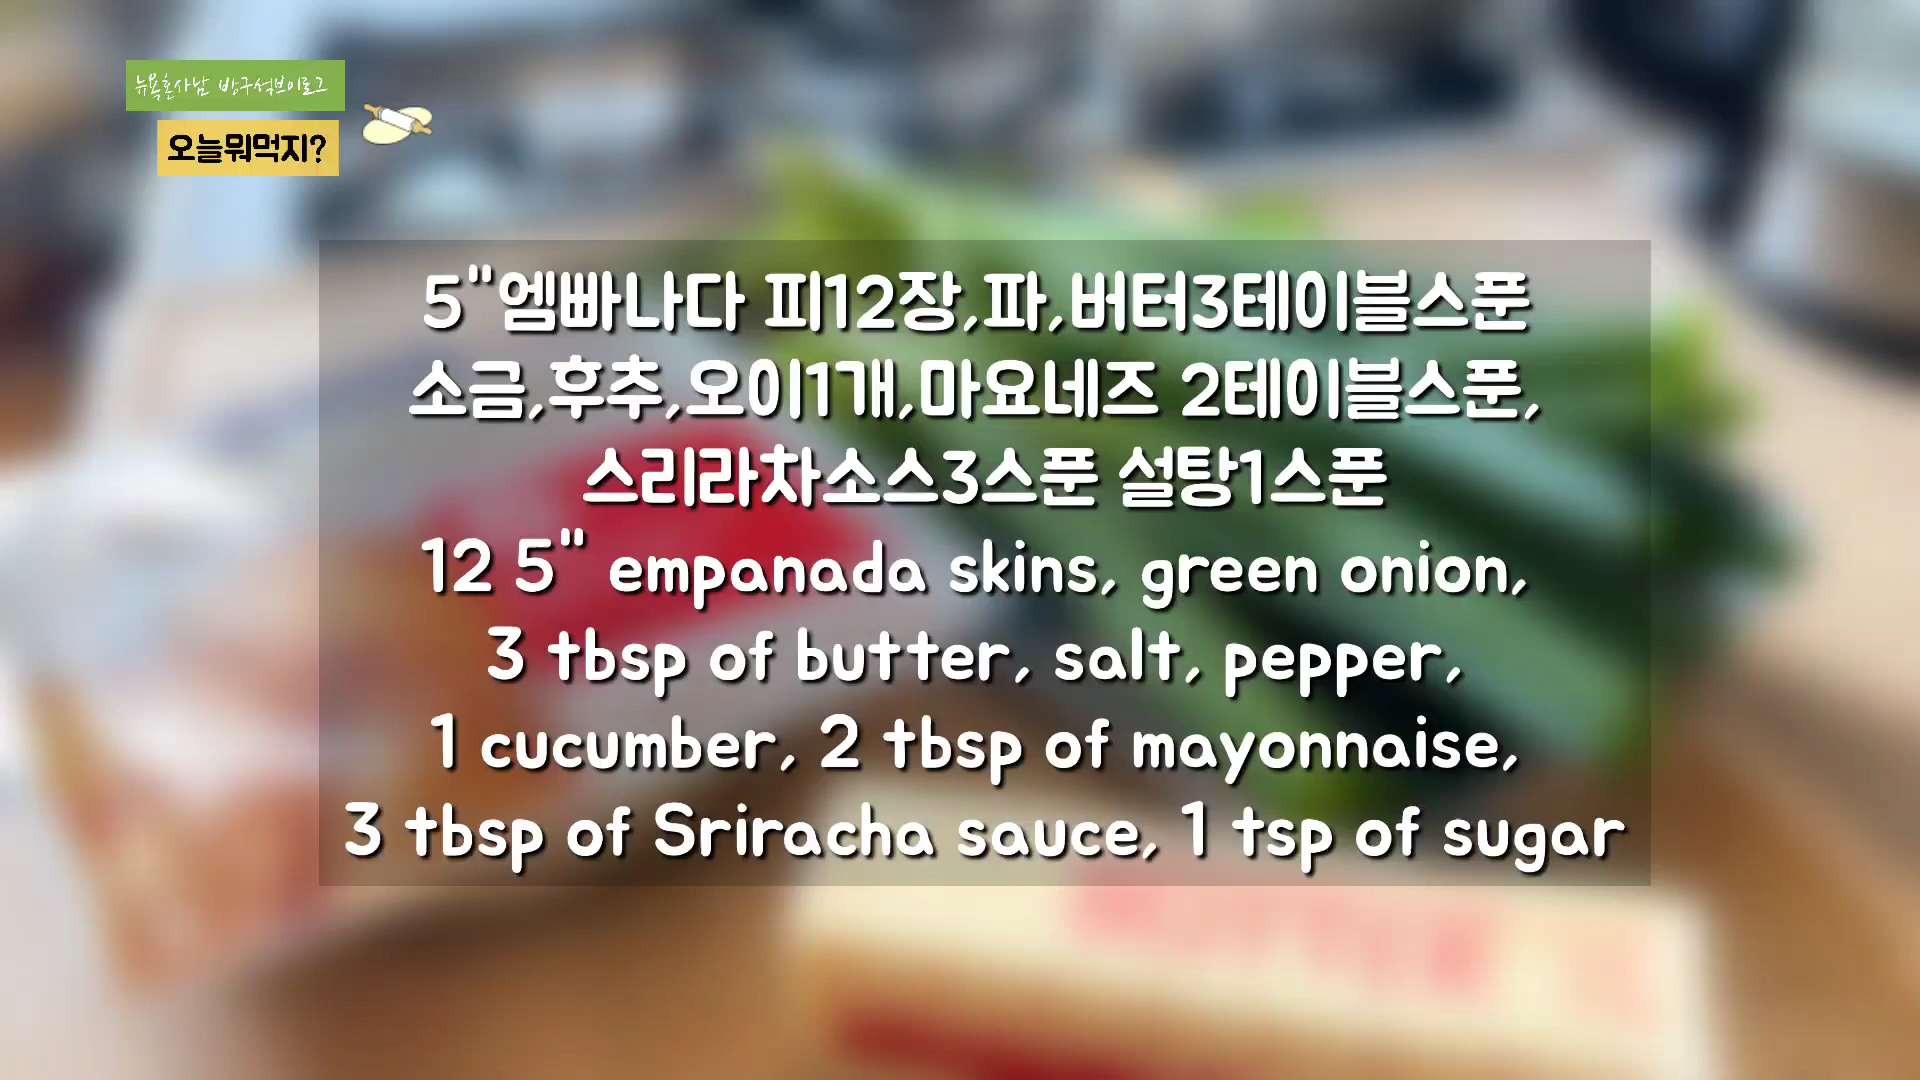 뉴욕혼사남 방구석브이로그
오늘뭐먹지?
5"엠빠나다 피12장,파,버터3테이블스푼
소금,후추,오이1개,마요네즈 2테이블스푼,
스리라차소스3스푼 설탕1스푼
12 5" empanada skins, green onion,
3 tbsp of butter, salt, pepper,
1 cucumber, 2 tbsp of mayonnaise,
3 tbsp of Sriracha sauce, 1 tsp of sugar